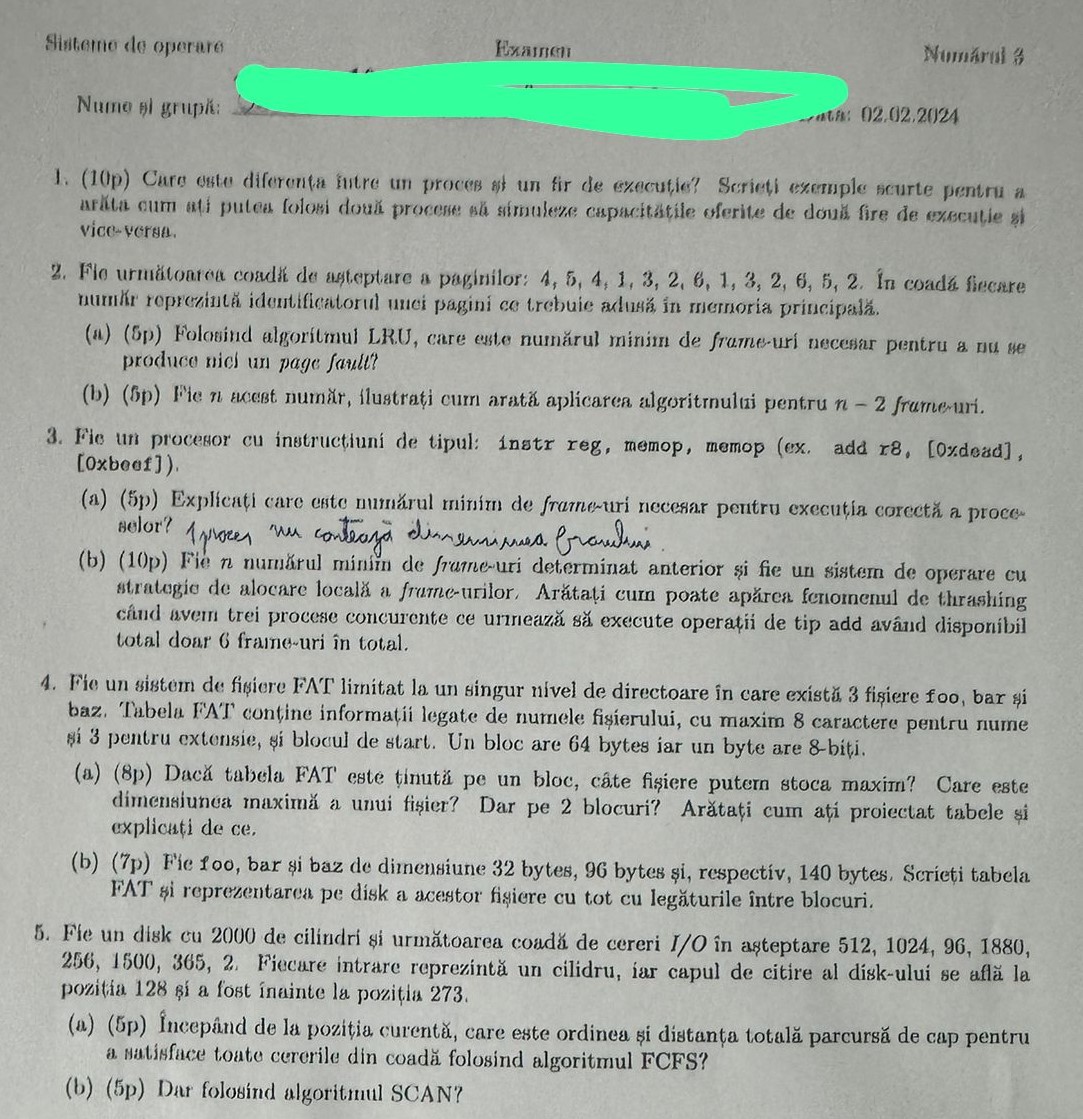 Sisteme de operare Examen Numărul 3
Nume și grupă: Data: 02.02.2024
1. (10p) Care este diferența între un proces și un fir de execuție? Scrieți exemple scurte pentru a
arăta cum ați putea folosi două procese să simuleze capacitățile oferite de două fire de execuție și
vice-versa.
2. Fie următoarea coadă de așteptare a paginilor: 4, 5, 4, 1, 3, 2, 6, 1, 3, 2, 6, 5, 2. În coadă fiecare
număr reprezintă identificatorul unei pagini ce trebuie adusă în memoria principală.
(a) (5p) Folosind algoritmul LRU, care este numărul minim de frame-uri necesar pentru a nu se
produce nici un page fault?
(b) (5p) Fie n acest număr, ilustrați cum arată aplicarea algoritmului pentru n − 2 frame-uri.
3. Fie un procesor cu instrucțiuni de tipul: instr reg, memop, memop (ex. add r8, [0xdead],
[0xbeef]).
(a) (5p) Explicați care este numărul minim de frame-uri necesar pentru execuția corectă a proce-
selor? 1 proces nu contează dimensiunea
(b) (10p) Fie n numărul minim de frame-uri determinat anterior și fie un sistem de operare cu
strategie de alocare locală a frame-urilor. Arătați cum poate apărea fenomenul de thrashing
când avem trei procese concurente ce urmează să execute operații de tip add având disponibil
total doar 6 frame-uri în total.
4. Fie un sistem de fișiere FAT limitat la un singur nivel de directoare în care există 3 fișiere foo, bar și
baz. Tabela FAT conține informații legate de numele fișierului, cu maxim 8 caractere pentru nume
și 3 pentru extensie, și blocul de start. Un bloc are 64 bytes iar un byte are 8-biți.
(a) (8p) Dacă tabela FAT este ținută pe un bloc, câte fișiere putem stoca maxim? Care este
dimensiunea maximă a unui fișier? Dar pe 2 blocuri? Arătați cum ați proiectat tabele și
explicați de ce.
(b) (7p) Fie foo, bar și baz de dimensiune 32 bytes, 96 bytes și, respectiv, 140 bytes. Scrieți tabela
FAT și reprezentarea pe disk a acestor fișiere cu tot cu legăturile între blocuri.
5. Fie un disk cu 2000 de cilindri și următoarea coadă de cereri I/O în așteptare 512, 1024, 96, 1880,
256, 1500, 365, 2. Fiecare intrare reprezintă un cilidru, iar capul de citire al disk-ului se află la
poziția 128 și a fost înainte la poziția 273.
(a) (5p) Începând de la poziția curentă, care este ordinea și distanța totală parcursă de cap pentru
a satisface toate cererile din coadă folosind algoritmul FCFS?
(b) (5p) Dar folosind algoritmul SCAN?